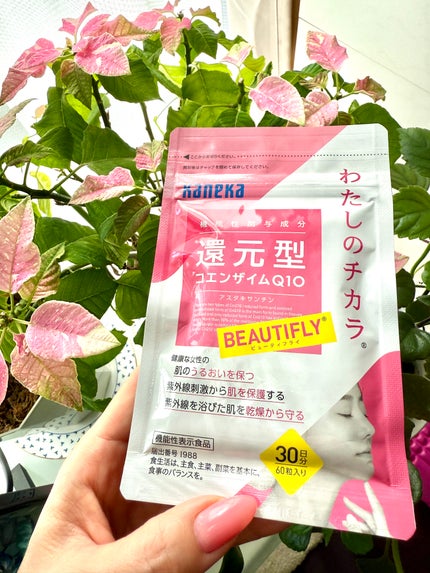 kaneka
わたしのチカラ®
機能性関与成分
還元型
コエンザイムQ10
アスタキサンチン
BEAUTIFLY®
ビューティフライ
健康な女性の
肌のうるおいを保つ
紫外線刺激から肌を保護する
紫外線を浴びた肌を乾燥から守る
機能性表示食品
届出番号 I988
食生活は、主食、主菜、副菜を基本に、
食事のバランスを。
30日分
60粒入り